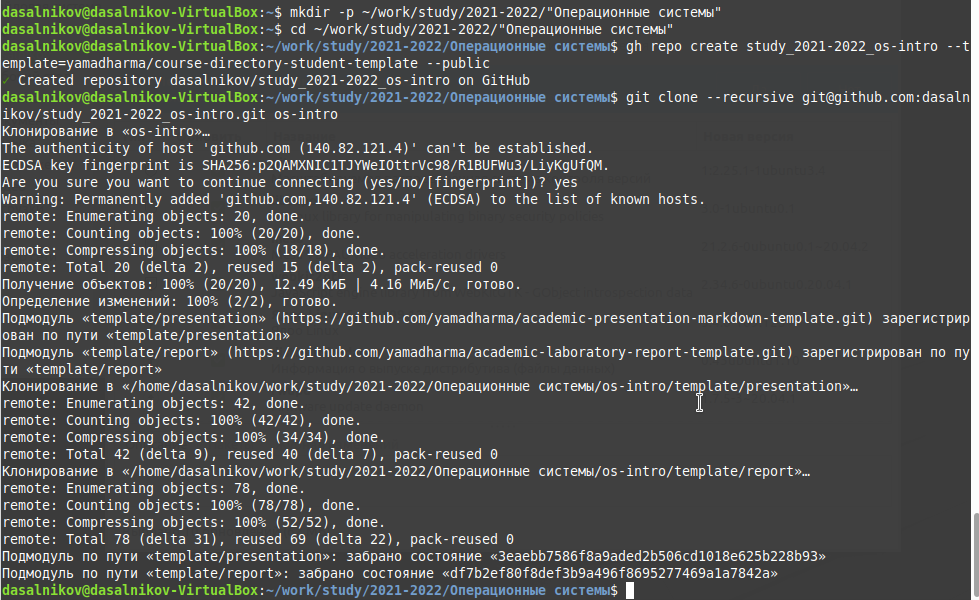 dasalnikov@dasalnikov-VirtualBox:~$ mkdir -p ~/work/study/2021-2022/"Операционные системы"
dasalnikov@dasalnikov-VirtualBox:~$ cd ~/work/study/2021-2022/"Операционные системы"
dasalnikov@dasalnikov-VirtualBox:~/work/study/2021-2022/Операционные системы$ gh repo create study_2021-2022_os-intro --t
emplate=yamadharma/course-directory-student-template --public
✓ Created repository dasalnikov/study_2021-2022_os-intro on GitHub
dasalnikov@dasalnikov-VirtualBox:~/work/study/2021-2022/Операционные системы$ git clone --recursive git@github.com:dasaln
ikov/study_2021-2022_os-intro.git os-intro
Клонирование в «os-intro»…
The authenticity of host 'github.com (140.82.121.4)' can't be established.
ECDSA key fingerprint is SHA256:p2QAMXNIC1TJYWeIOttrVc98/R1BUFWu3/LiyKgUfQM.
Are you sure you want to continue connecting (yes/no/[fingerprint])? yes
Warning: Permanently added 'github.com,140.82.121.4' (ECDSA) to the list of known hosts.
remote: Enumerating objects: 20, done.
remote: Counting objects: 100% (20/20), done.
remote: Compressing objects: 100% (18/18), done.
remote: Total 20 (delta 2), reused 15 (delta 2), pack-reused 0
Получение объектов: 100% (20/20), 12.49 КиБ | 4.16 МиБ/с, готово.
Определение изменений: 100% (2/2), готово.
Подмодуль «template/presentation» (https://github.com/yamadharma/academic-presentation-markdown-template.git) зарегистрир
ован по пути «template/presentation»
Подмодуль «template/report» (https://github.com/yamadharma/academic-laboratory-report-template.git) зарегистрирован по пу
ти «template/report»
Клонирование в «/home/dasalnikov/work/study/2021-2022/Операционные системы/os-intro/template/presentation»…
remote: Enumerating objects: 42, done.
remote: Counting objects: 100% (42/42), done.
remote: Compressing objects: 100% (34/34), done.
remote: Total 42 (delta 9), reused 40 (delta 7), pack-reused 0
Клонирование в «/home/dasalnikov/work/study/2021-2022/Операционные системы/os-intro/template/report»…
remote: Enumerating objects: 78, done.
remote: Counting objects: 100% (78/78), done.
remote: Compressing objects: 100% (52/52), done.
remote: Total 78 (delta 31), reused 69 (delta 22), pack-reused 0
Подмодуль по пути «template/presentation»: забрано состояние «3eaebb7586f8a9aded2b506cd1018e625b228b93»
Подмодуль по пути «template/report»: забрано состояние «df7b2ef80f8def3b9a496f8695277469a1a7842a»
dasalnikov@dasalnikov-VirtualBox:~/work/study/2021-2022/Операционные системы$